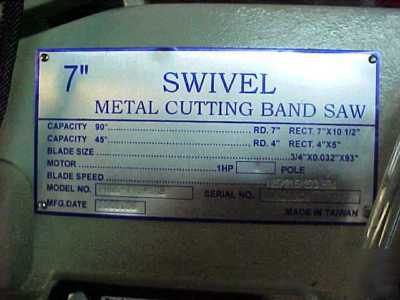 7" SWIVEL
METAL CUTTING BAND SAW
CAPACITY 90°........ RD. 7" RECT. 7"X10 1/2"
CAPACITY 45°........ RD. 4" RECT. 4"X5"
BLADE SIZE........ 3/4"X0.032"X93"
MOTOR........ 1HP POLE
BLADE SPEED
MODEL NO. SERIAL NO.
MFG.DATE MADE IN TAIWAN